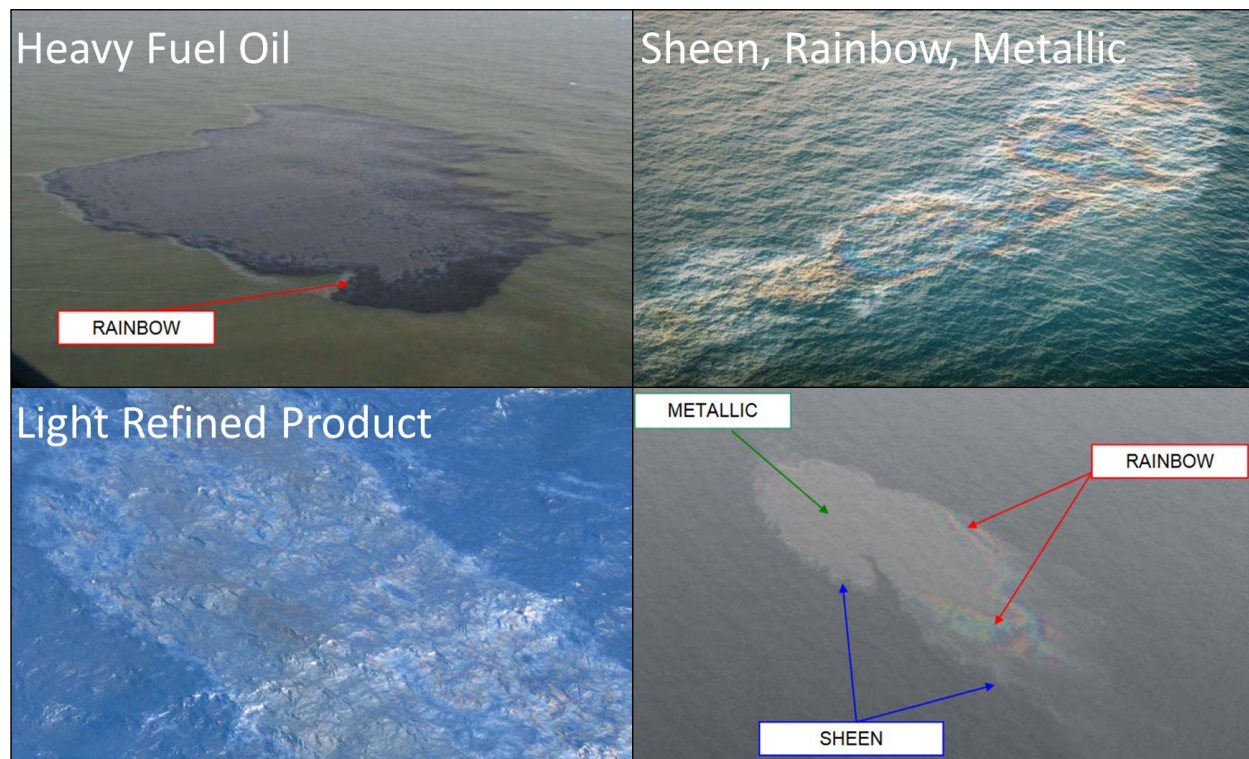 Heavy Fuel Oil
RAINBOW
Sheen, Rainbow, Metallic
Light Refined Product
METALLIC
RAINBOW
SHEEN